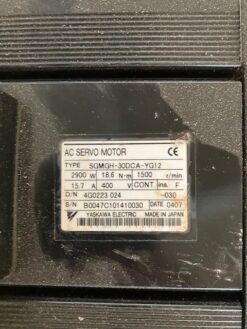 AC SERVO MOTOR CE
TYPE SGMGH-30DCA-YG12
2900 W 18.6 N·m 1500 r/min
15.7 A 400 V CONT. ins. F
O/N 4G0223 024 -030
S/N B0047C101410030 DATE 0407
YASKAWA ELECTRIC MADE IN JAPAN